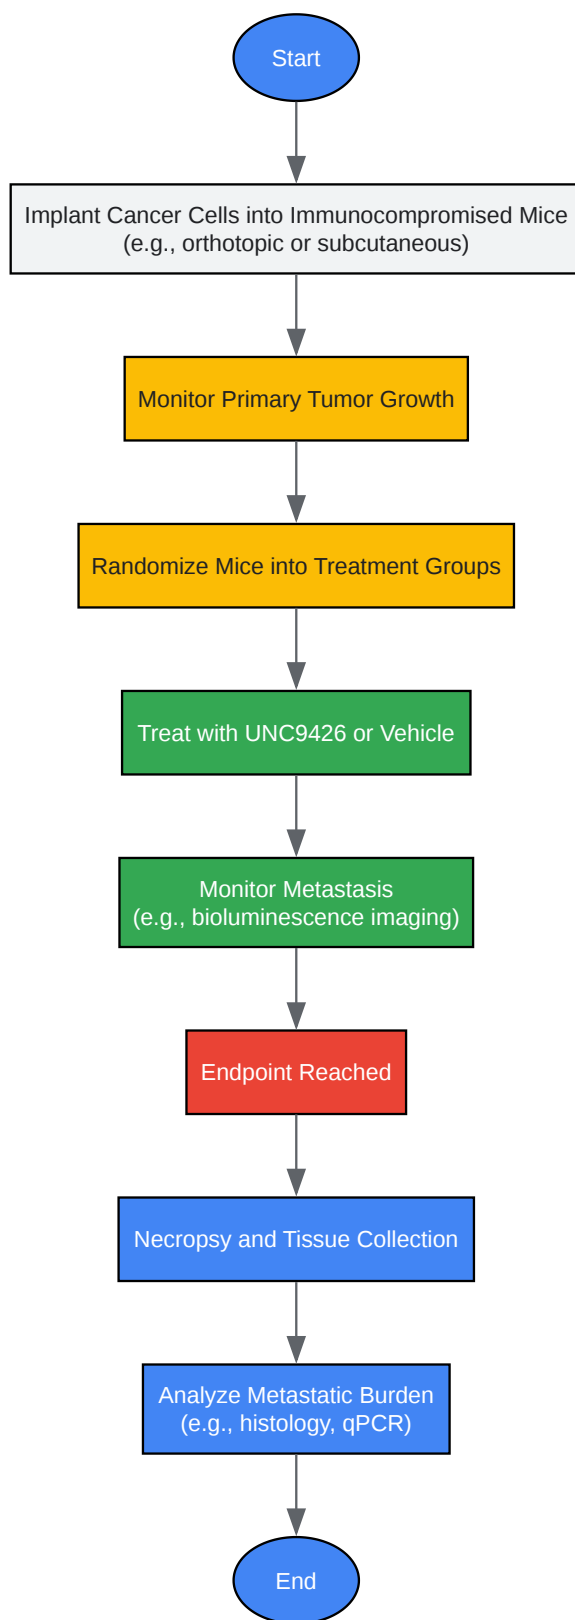 Start
Implant Cancer Cells into Immunocompromised Mice
(e.g., orthotopic or subcutaneous)
Monitor Primary Tumor Growth
Randomize Mice into Treatment Groups
Treat with UNC9426 or Vehicle
Monitor Metastasis
(e.g., bioluminescence imaging)
Endpoint Reached
Necropsy and Tissue Collection
Analyze Metastatic Burden
(e.g., histology, qPCR)
End